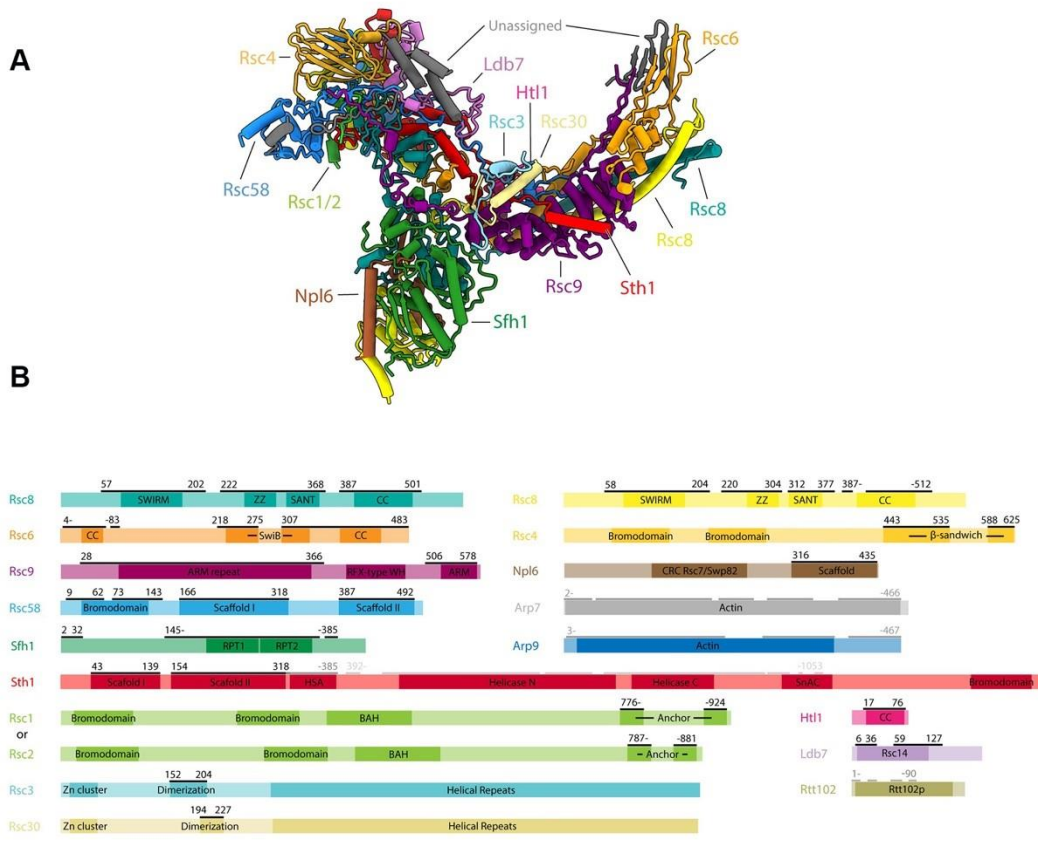 A
Unassigned
Rsc4
Rsc6
Ldb7
Htl1
Rsc3
Rsc30
Rsc58
Rsc1/2
Rsc8
Rsc8
Rsc9
Sth1
Npl6
Sfh1
B
57 202 222 368 387 501
Rsc8 SWIRM ZZ SANT CC
4- -83 218 275 307 483
Rsc6 CC SwiB CC
28 366 506 578
Rsc9 ARM repeat RFX-type WH ARM
9 62 73 143 166 318 387 492
Rsc58 Bromodomain Scaffold I Scaffold II
2 32 145- -385
Sfh1 RPT1 RPT2
43 139 154 318 -385 392- -1053
Sth1 Scafold I Scaffold II HSA Helicase N Helicase C SnAC Bromodomain
776- -924
Rsc1 Bromodomain Bromodomain BAH Anchor
or
787- -881
Rsc2 Bromodomain Bromodomain BAH Anchor
152 204
Rsc3 Zn cluster Dimerization Helical Repeats
194 227
Rsc30 Zn cluster Dimerization Helical Repeats
58 204 220 304 312 377 387- -512
Rsc8 SWIRM ZZ SANT CC
443 535 588 625
Rsc4 Bromodomain Bromodomain β-sandwich
316 435
Npl6 CRC Rsc7/Swp82 Scaffold
2- -466
Arp7 Actin
3- -467
Arp9 Actin
17 76
Htl1 CC
6 36 59 127
Ldb7 Rsc14
1- -90
Rtt102 Rtt102p